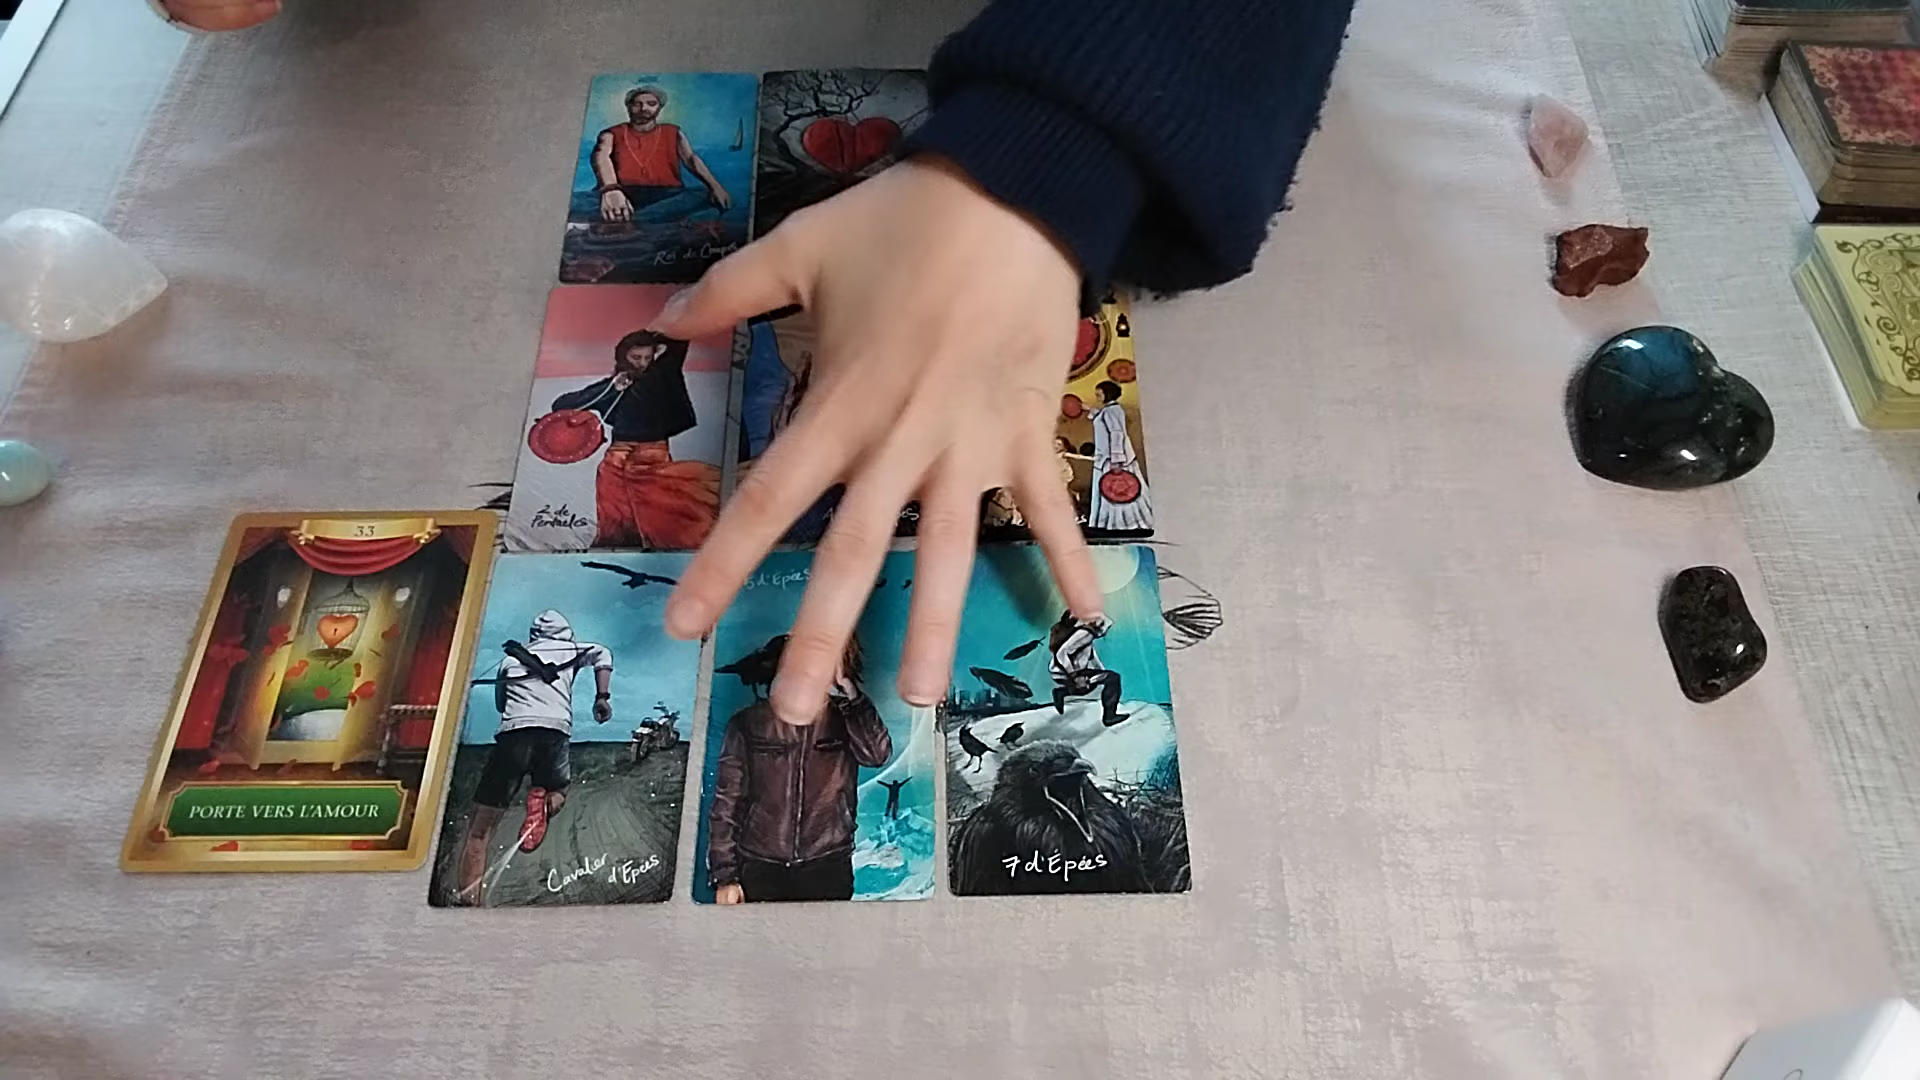 Roi de Coupes
2 de
Pentacles
33
PORTE VERS L'AMOUR
5 d'Épées
Cavalier
d'Épées
7 d'Épées